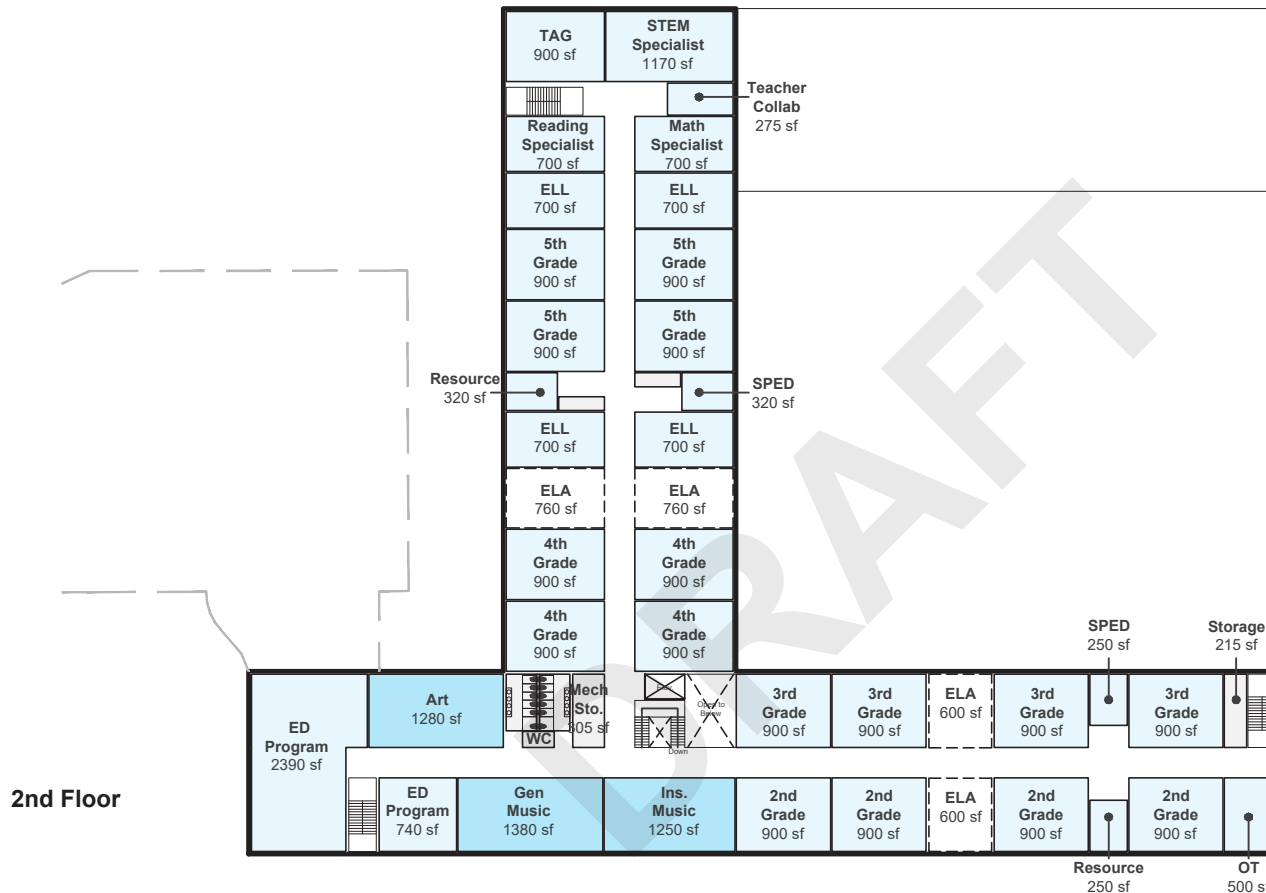 TAG
900 sf
STEM
Specialist
1170 sf
Teacher
Collab
275 sf
Reading
Specialist
700 sf
Math
Specialist
700 sf
ELL
700 sf
ELL
700 sf
5th
Grade
900 sf
5th
Grade
900 sf
5th
Grade
900 sf
5th
Grade
900 sf
Resource
320 sf
SPED
320 sf
ELL
700 sf
ELL
700 sf
ELA
760 sf
ELA
760 sf
4th
Grade
900 sf
4th
Grade
900 sf
4th
Grade
900 sf
4th
Grade
900 sf
SPED
250 sf
Storage
215 sf
ED
Program
2390 sf
Art
1280 sf
WC
Mech
Sto.
305 sf
Open to
Below
Down
3rd
Grade
900 sf
3rd
Grade
900 sf
ELA
600 sf
3rd
Grade
900 sf
3rd
Grade
900 sf
2nd Floor
ED
Program
740 sf
Gen
Music
1380 sf
Ins.
Music
1250 sf
2nd
Grade
900 sf
2nd
Grade
900 sf
ELA
600 sf
2nd
Grade
900 sf
2nd
Grade
900 sf
Resource
250 sf
OT
500 sf
DRAFT